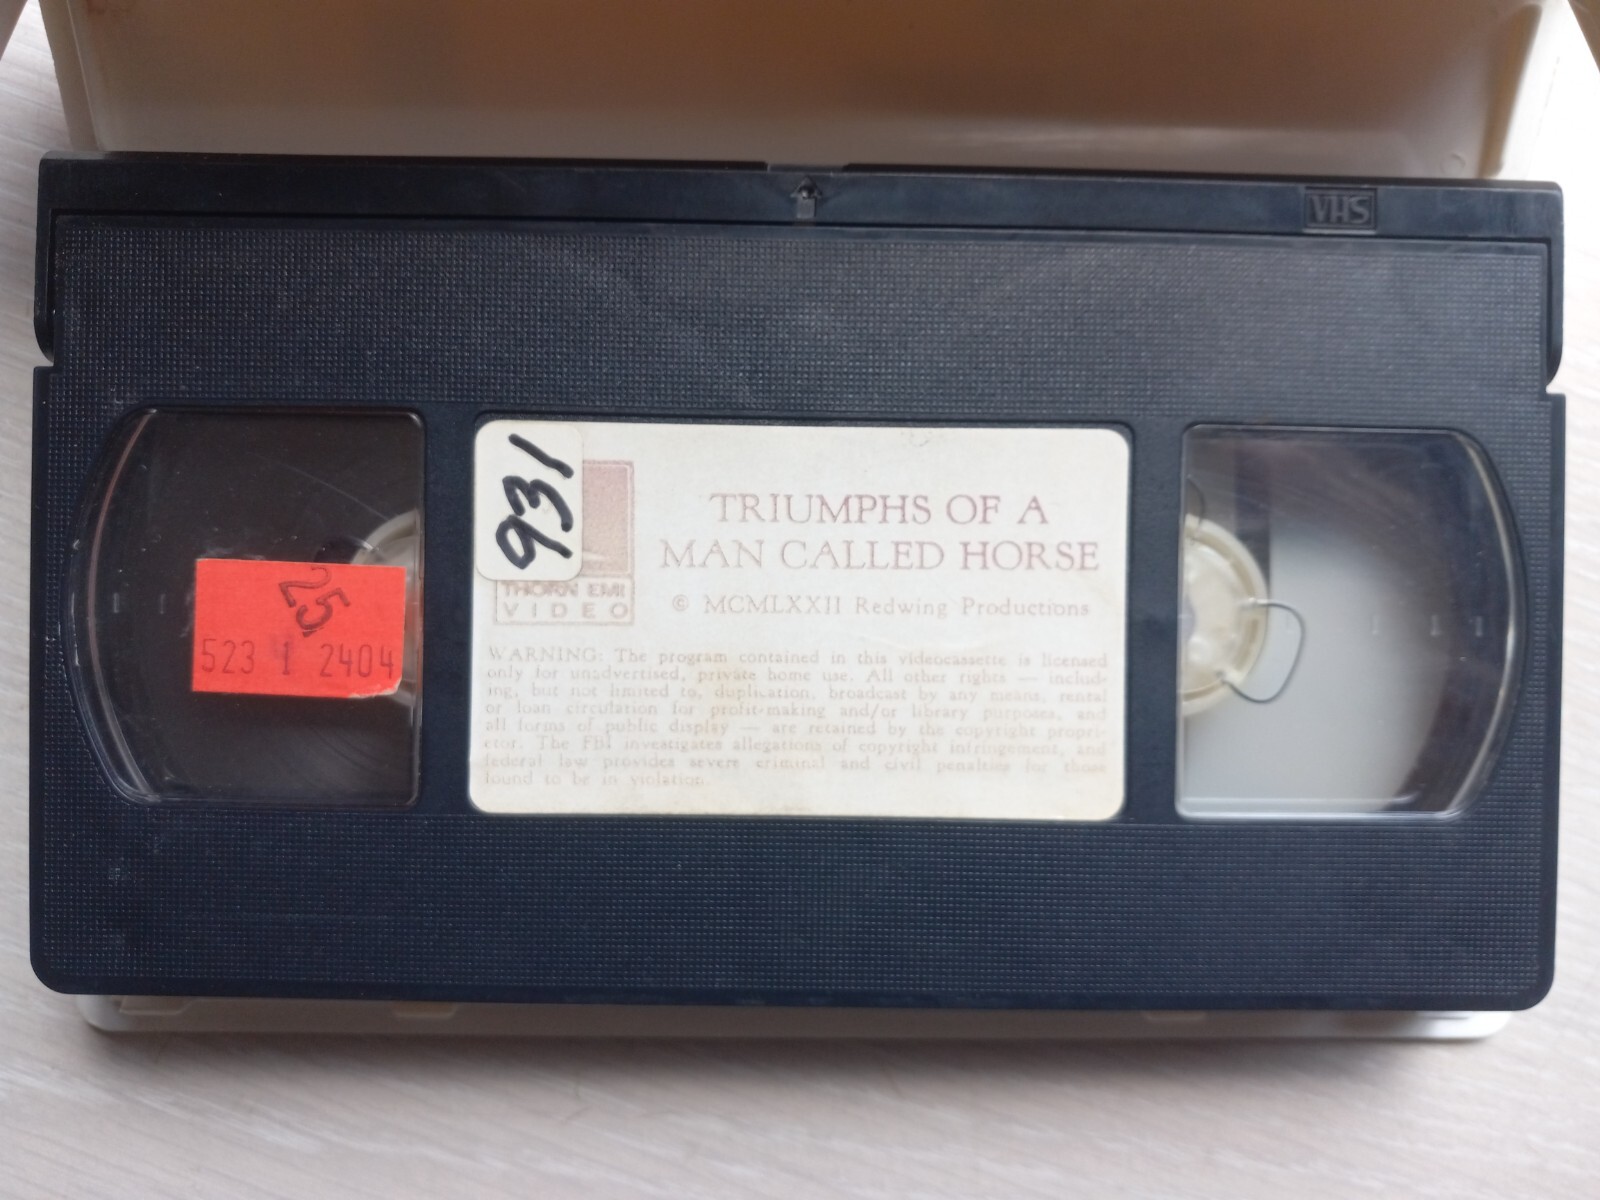 VHS
931
TRIUMPHS OF A
MAN CALLED HORSE
© MCMLXXII Redwing Productions
THORN EMI
VIDEO
25
523 1 2404
WARNING: The program contained in this videocassette is licensed
only for unadvertised, private home use. All other rights — includ-
ing, but not limited to, duplication, broadcast by any means, rental
or loan circulation for profit-making and/or library purposes, and
all forms of public display — are retained by the copyright propri-
etor. The FBI investigates allegations of copyright infringement, and
federal law provides severe criminal and civil penalties for those
found to be in violation.